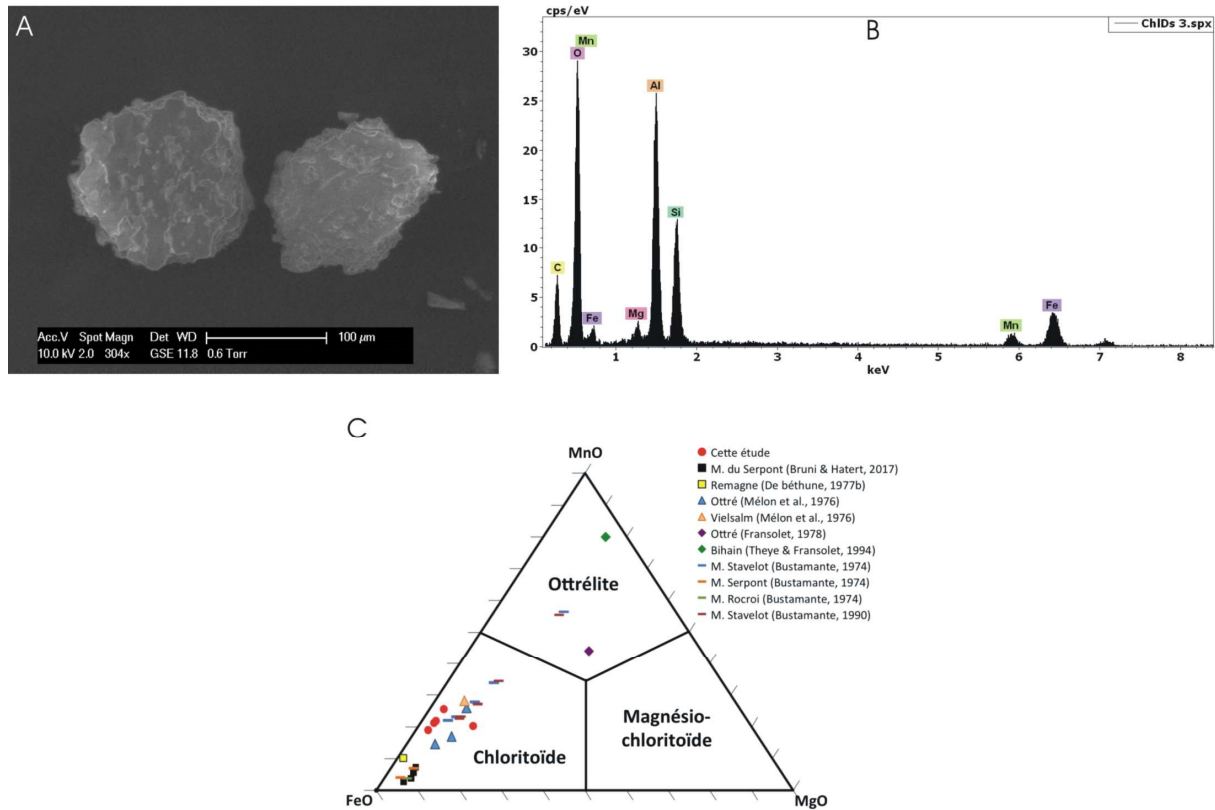 A
Acc.V Spot Magn Det WD 100 µm
10.0 kV 2.0 304x GSE 11.8 0.6 Torr
B
cps/eV
ChlDs 3.spx
30
25
20
15
10
5
0
C
O
Mn
Fe
Mg
Al
Si
Mn
Fe
1 2 3 4 5 6 7 8
keV
C
MnO
Ottrélite
Chloritoïde
Magnésio-
chloritoïde
FeO
MgO
Cette étude
M. du Serpont (Bruni & Hatert, 2017)
Remagne (De béthune, 1977b)
Ottré (Mélon et al., 1976)
Vielsalm (Mélon et al., 1976)
Ottré (Fransolet, 1978)
Bihain (Theye & Fransolet, 1994)
M. Stavelot (Bustamante, 1974)
M. Serpont (Bustamante, 1974)
M. Rocroi (Bustamante, 1974)
M. Stavelot (Bustamante, 1990)